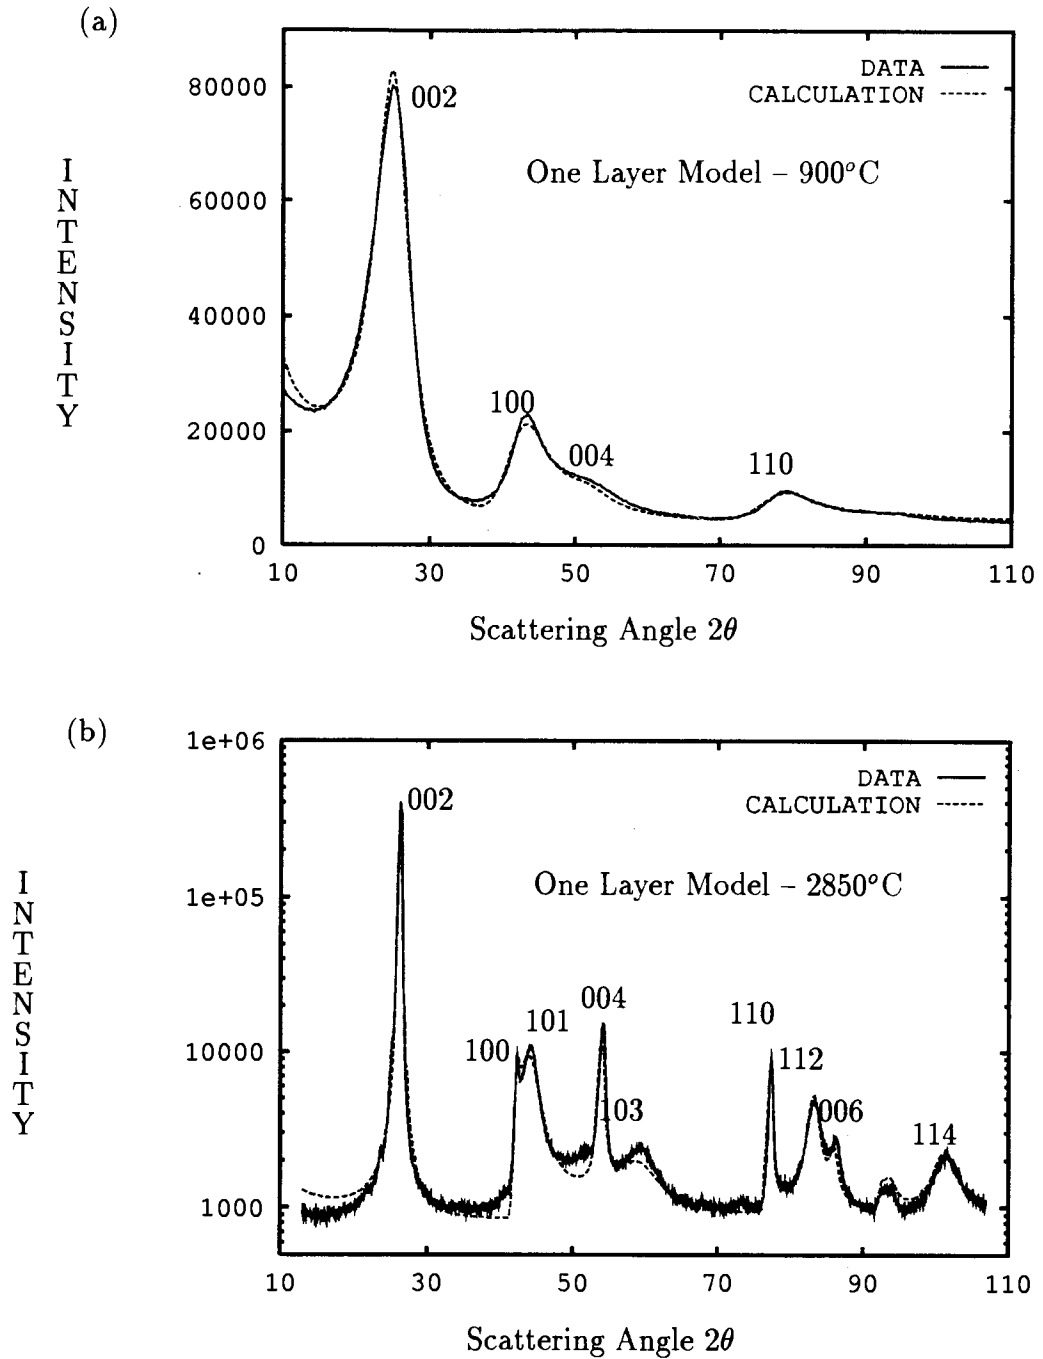 (a)
DATA
CALCULATION
80000
002
One Layer Model – 900°C
60000
INTENSITY
40000
100
20000
004
110
0
10 30 50 70 90 110
Scattering Angle 2θ
(b)
1e+06
DATA
002
CALCULATION
One Layer Model – 2850°C
1e+05
INTENSITY
004
110
101
100
10000
112
103
006
114
1000
10 30 50 70 90 110
Scattering Angle 2θ